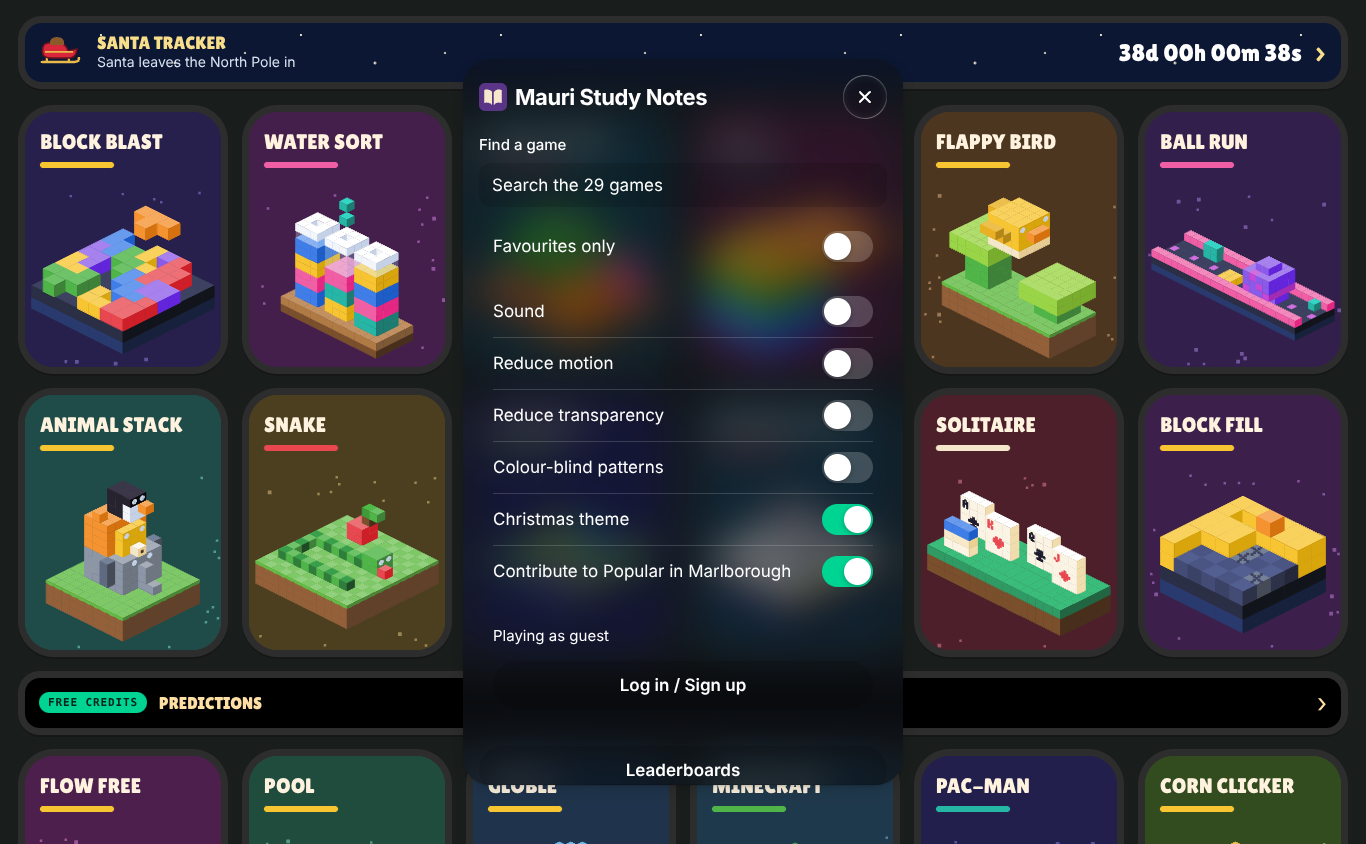 SANTA TRACKER
Santa leaves the North Pole in
38d 00h 00m 38s
Mauri Study Notes
Find a game
Search the 29 games
Favourites only
Sound
Reduce motion
Reduce transparency
Colour-blind patterns
Christmas theme
Contribute to Popular in Marlborough
Playing as guest
Log in / Sign up
Leaderboards
BLOCK BLAST
WATER SORT
FLAPPY BIRD
BALL RUN
ANIMAL STACK
SNAKE
SOLITAIRE
A
K
Q
J
BLOCK FILL
FREE CREDITS
PREDICTIONS
FLOW FREE
POOL
GLOBLE
MINECRAFT
PAC-MAN
CORN CLICKER